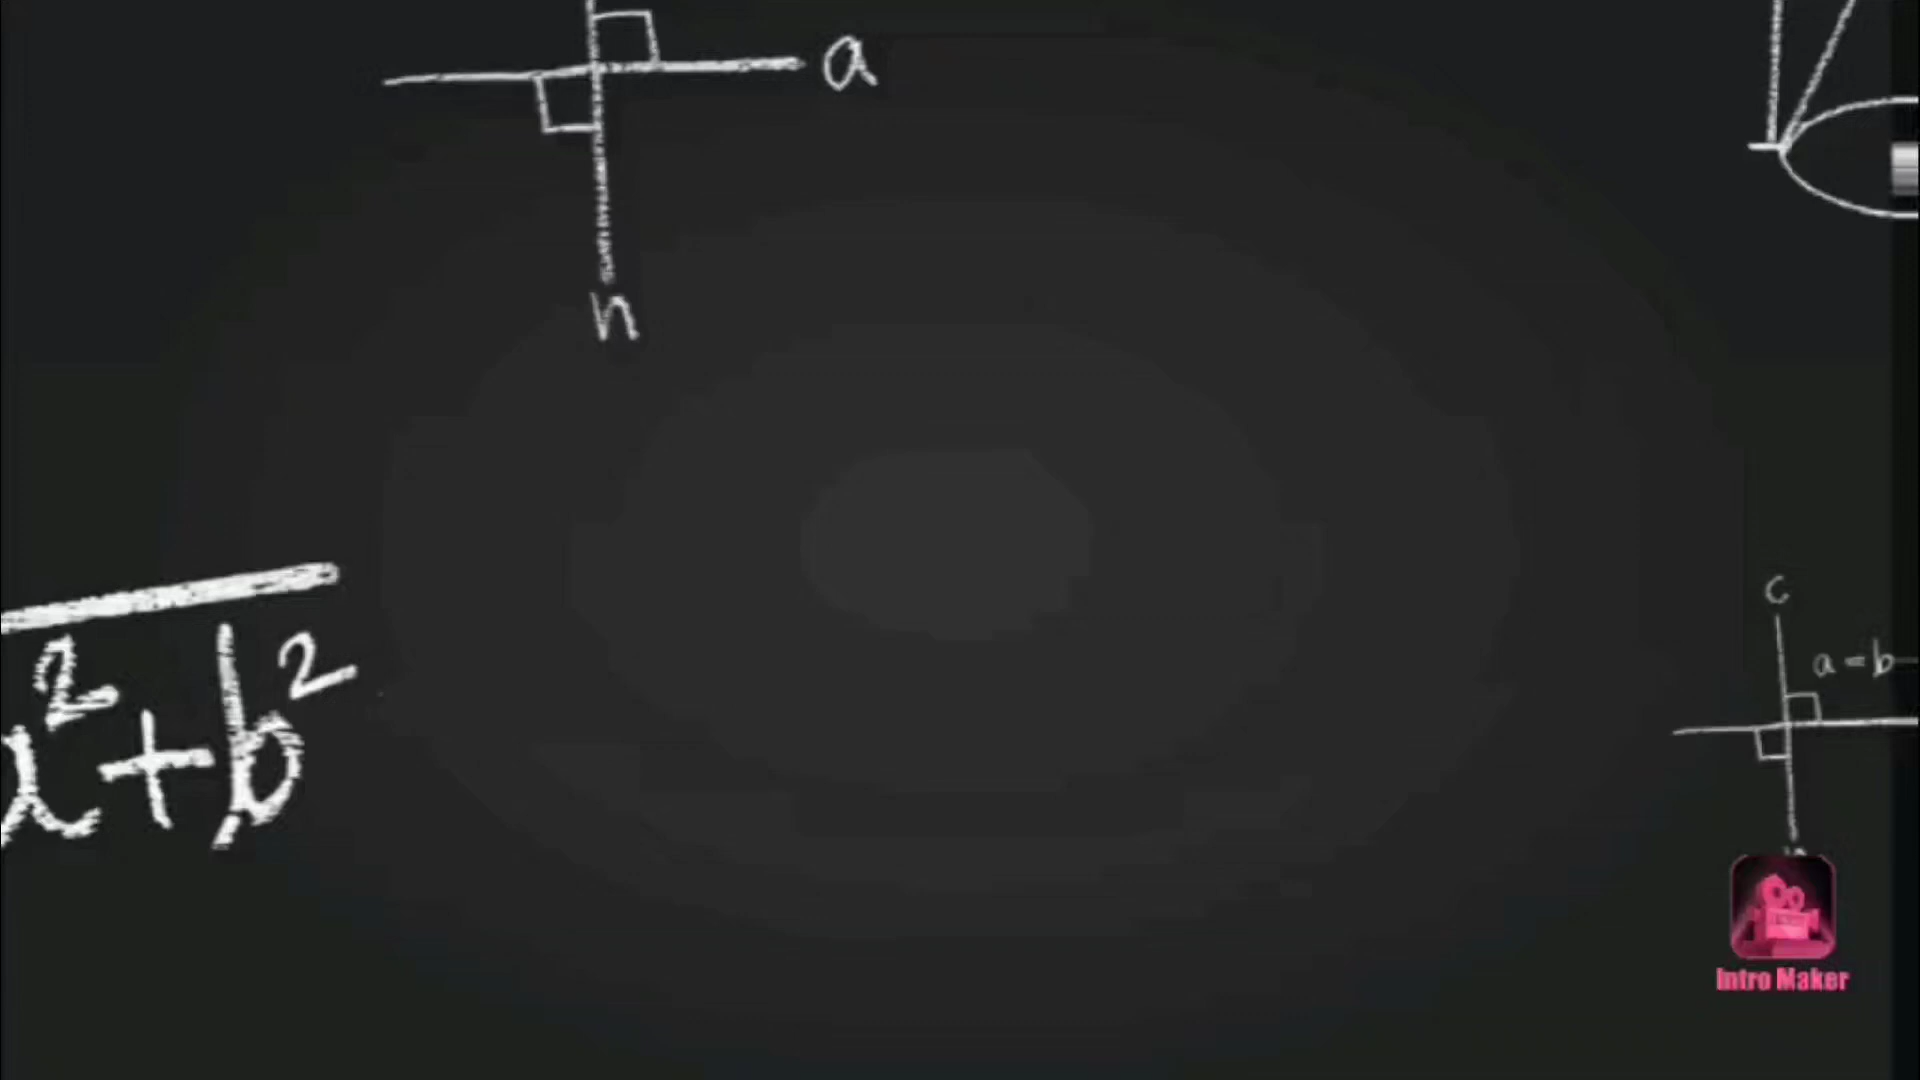 a
n
a²+b²
c
a=b
Intro Maker